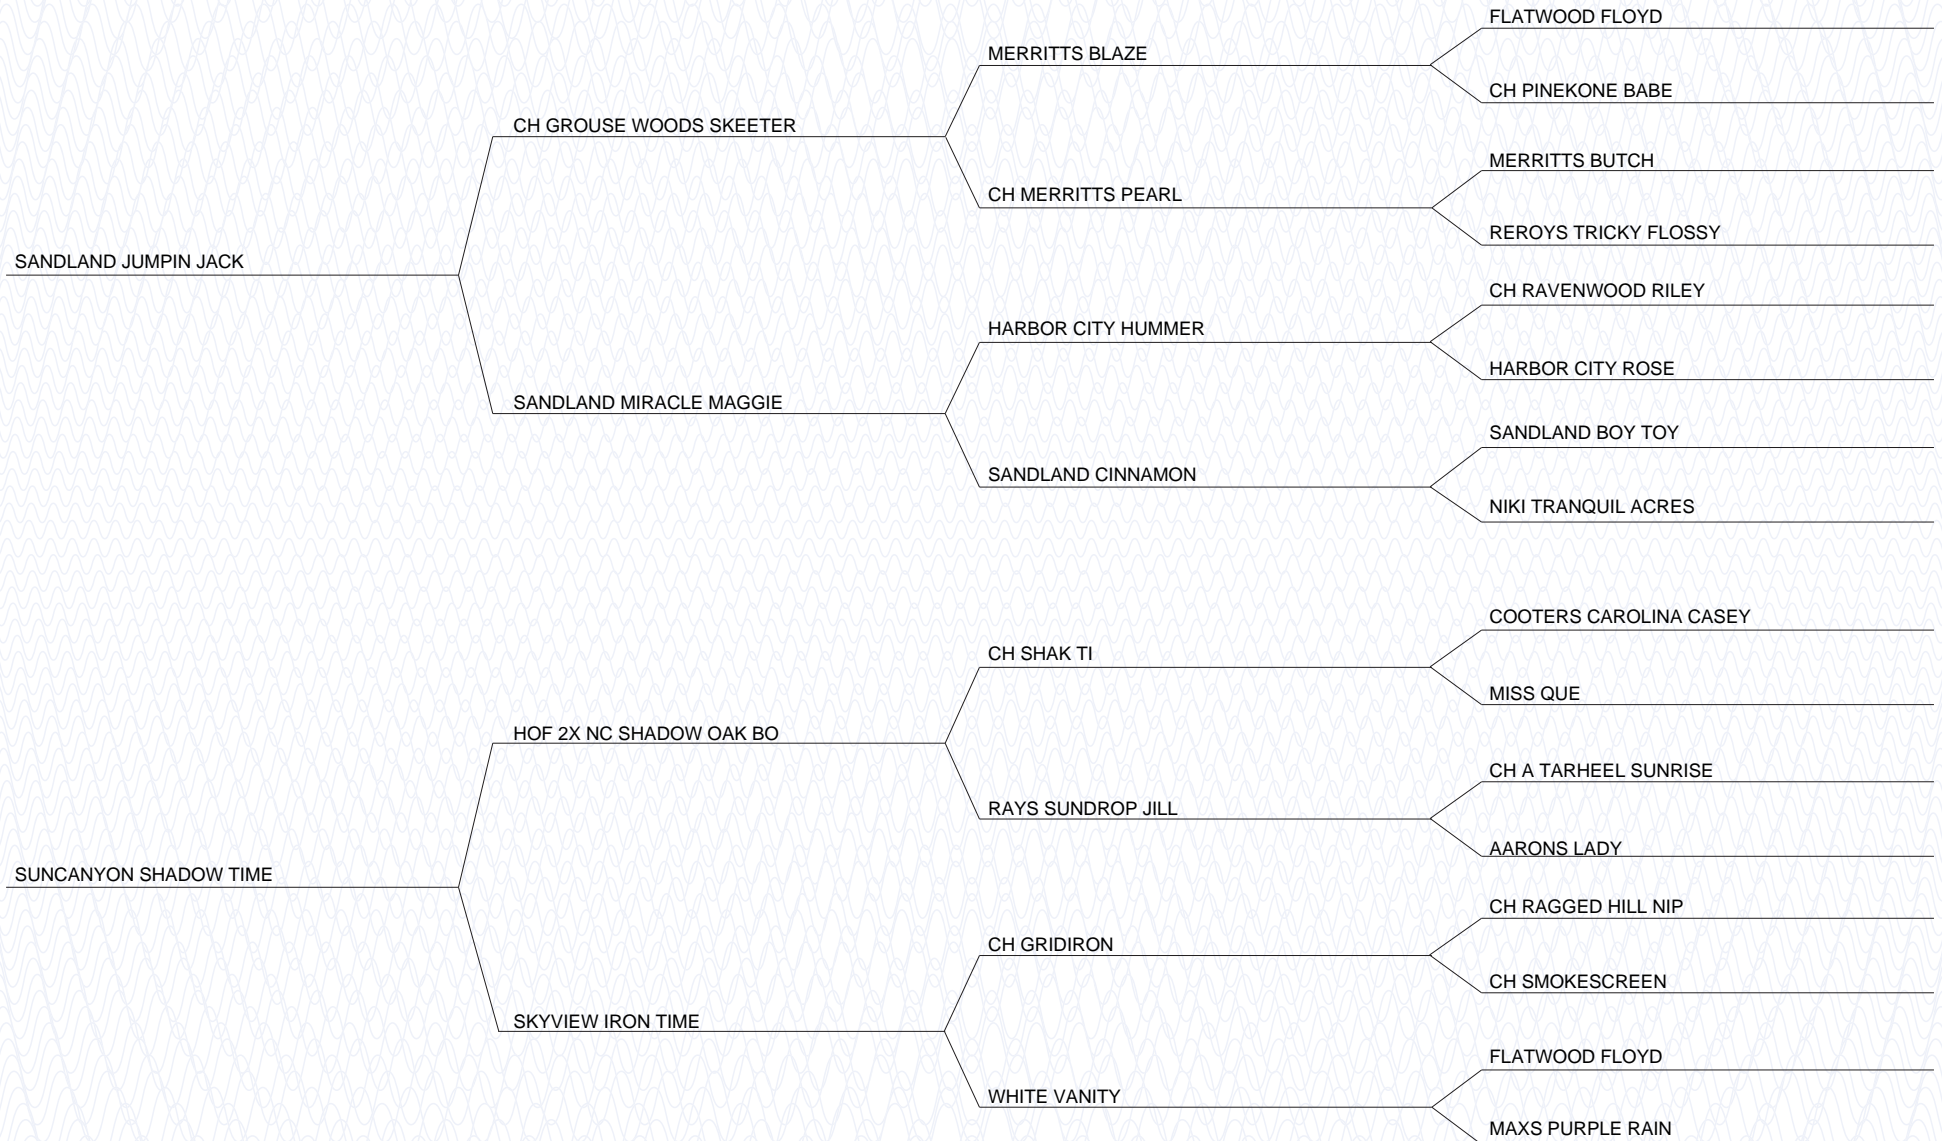 FLATWOOD FLOYD
MERRITTS BLAZE
CH PINEKONE BABE
CH GROUSE WOODS SKEETER
MERRITTS BUTCH
CH MERRITTS PEARL
REROYS TRICKY FLOSSY
SANDLAND JUMPIN JACK
CH RAVENWOOD RILEY
HARBOR CITY HUMMER
HARBOR CITY ROSE
SANDLAND MIRACLE MAGGIE
SANDLAND BOY TOY
SANDLAND CINNAMON
NIKI TRANQUIL ACRES
COOTERS CAROLINA CASEY
CH SHAK TI
MISS QUE
HOF 2X NC SHADOW OAK BO
CH A TARHEEL SUNRISE
RAYS SUNDROP JILL
AARONS LADY
SUNCANYON SHADOW TIME
CH RAGGED HILL NIP
CH GRIDIRON
CH SMOKESCREEN
SKYVIEW IRON TIME
FLATWOOD FLOYD
WHITE VANITY
MAXS PURPLE RAIN